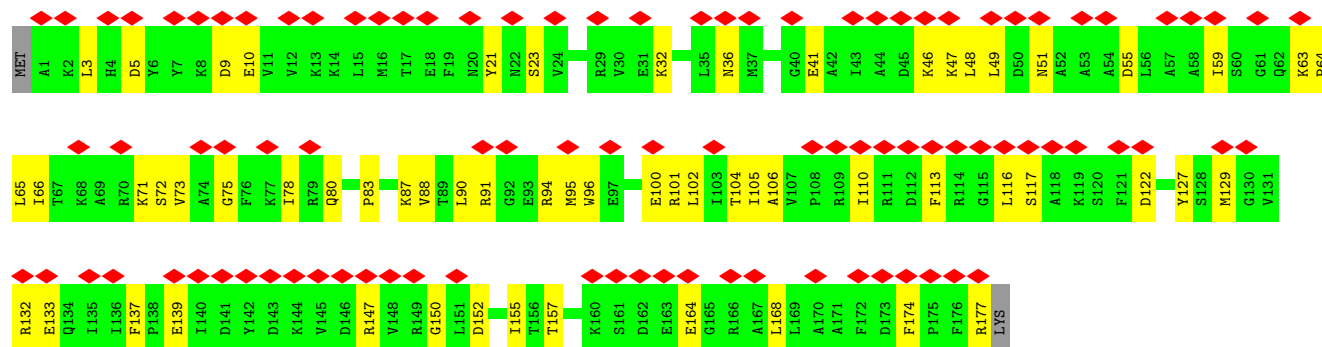 MET A1 K2 L3 H4 D5 Y6 Y7 K8 D9 E10 V11 V12 K13 K14 L15 M16 T17 E18 F19 N20 Y21 N22 S23 V24 R29 V30 E31 K32 L35 N36 M37 G40 E41 A42 I43 A44 D45 K46 K47 L48 L49 D50 N51 A52 A53 A54 D55 L56 A57 A58 I59 S60 G61 Q62 K63 P64
L65 I66 T67 K68 A69 R70 K71 S72 V73 A74 G75 F76 K77 I78 R79 Q80 P83 K87 V88 T89 L90 R91 G92 E93 R94 M95 W96 E97 E100 R101 L102 I103 T104 I105 A106 V107 P108 R109 I110 R111 D112 F113 R114 G115 L116 S117 A118 K119 S120 F121 D122 Y127 S128 M129 G130 V131
R132 E133 Q134 I135 I136 F137 P138 E139 I140 D141 Y142 D143 K144 V145 D146 R147 V148 R149 G150 L151 D152 I155 T156 T157 K160 S161 D162 E163 E164 G165 R166 A167 L168 L169 A170 A171 F172 D173 F174 P175 F176 R177 LYS